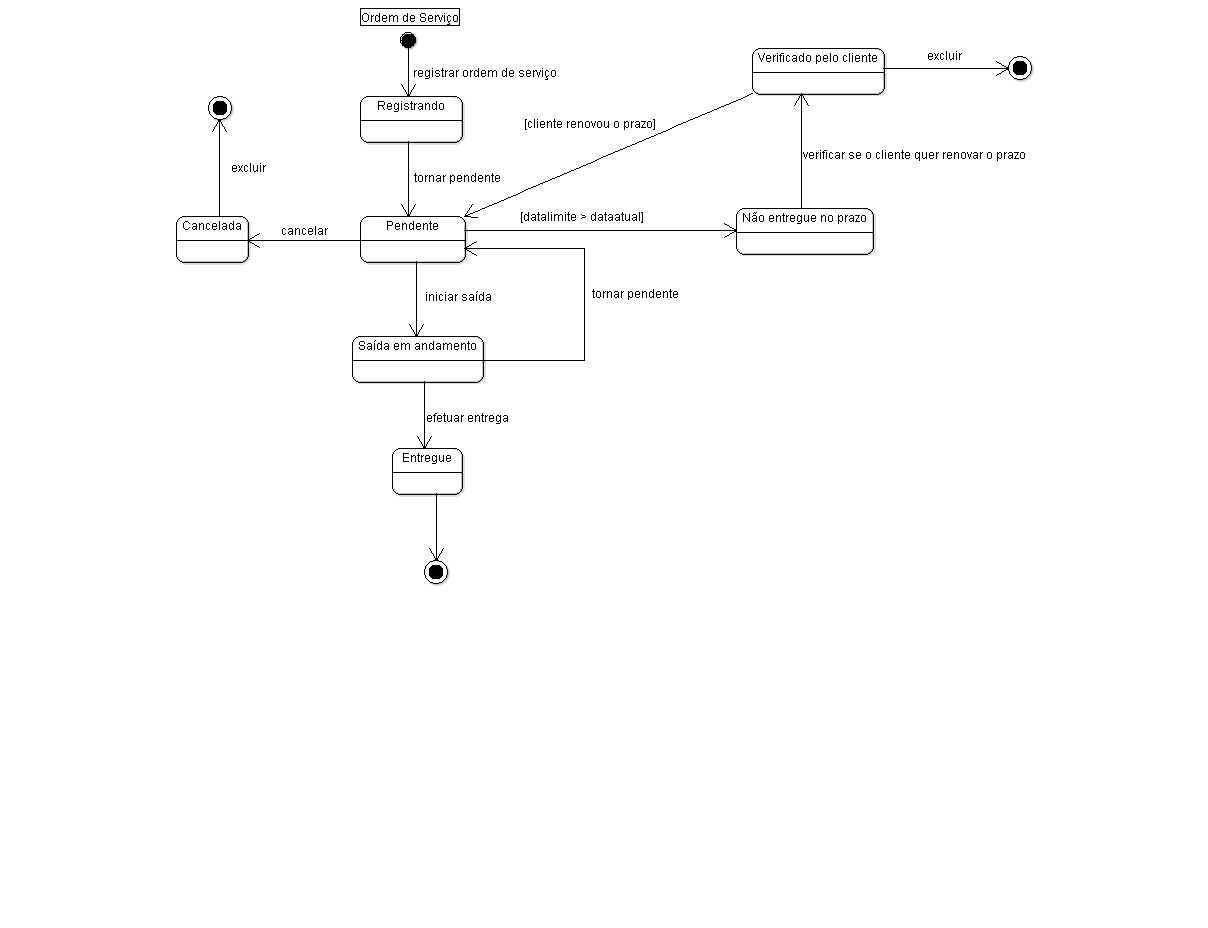 Ordem de Serviço
registrar ordem de serviço
Verificado pelo cliente
excluir
Registrando
[cliente renovou o prazo]
verificar se o cliente quer renovar o prazo
excluir
tornar pendente
Cancelada
cancelar
Pendente
[datalimite > dataatual]
Não entregue no prazo
iniciar saída
tornar pendente
Saída em andamento
efetuar entrega
Entregue